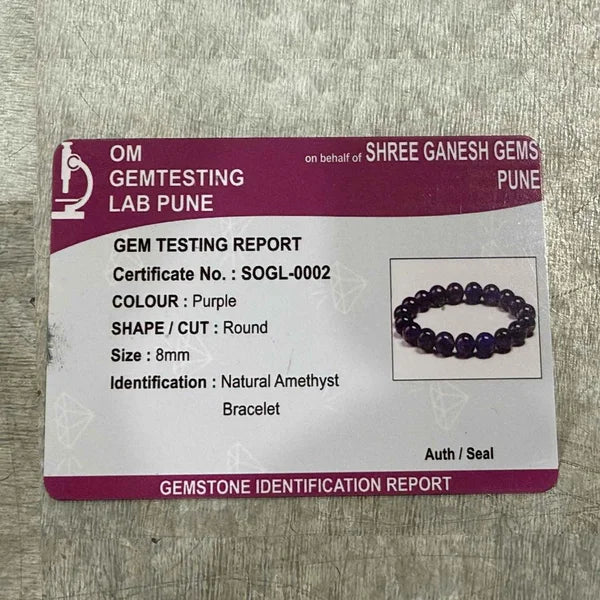 OM
GEMTESTING
LAB PUNE
on behalf of SHREE GANESH GEMS
PUNE
GEM TESTING REPORT
Certificate No. : SOGL-0002
COLOUR : Purple
SHAPE / CUT : Round
Size : 8mm
Identification : Natural Amethyst
Bracelet
Auth / Seal
GEMSTONE IDENTIFICATION REPORT